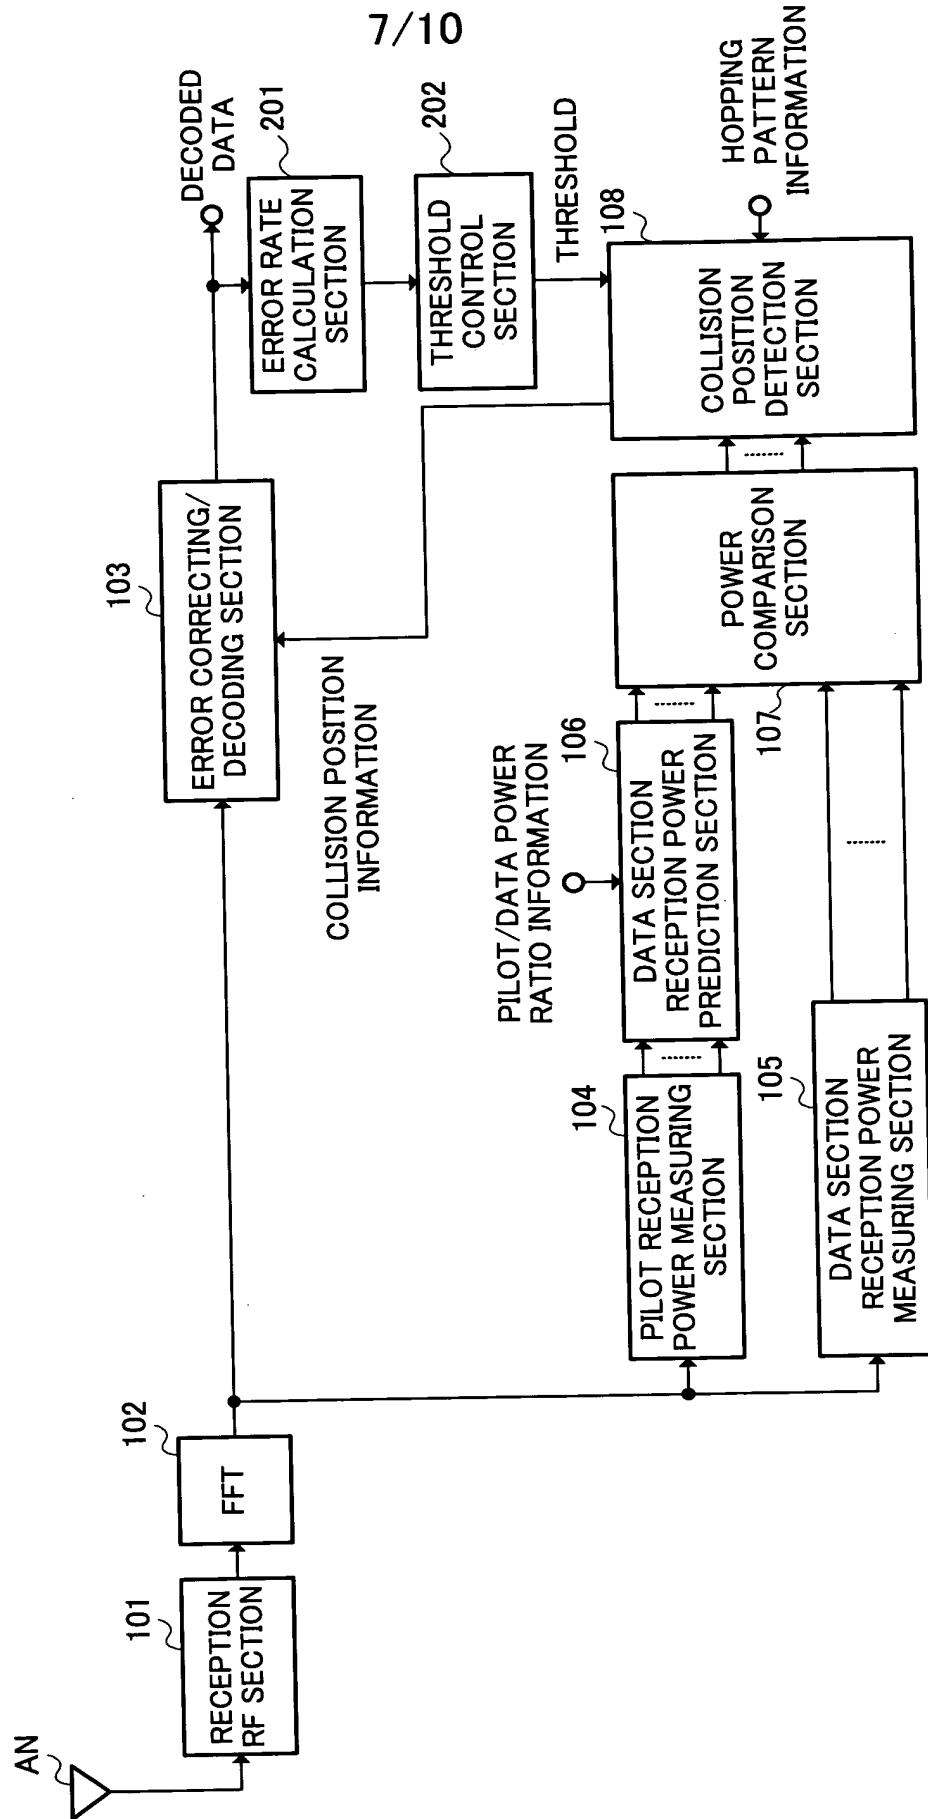 7/10
AN
101
RECEPTION
RF SECTION
102
FFT
103
ERROR CORRECTING/
DECODING SECTION
DECODED
DATA
201
ERROR RATE
CALCULATION
SECTION
202
THRESHOLD
CONTROL
SECTION
THRESHOLD
COLLISION POSITION
INFORMATION
PILOT/DATA POWER
RATIO INFORMATION
104
PILOT RECEPTION
POWER MEASURING
SECTION
106
DATA SECTION
RECEPTION POWER
PREDICTION SECTION
105
DATA SECTION
RECEPTION POWER
MEASURING SECTION
107
POWER
COMPARISON
SECTION
108
COLLISION
POSITION
DETECTION
SECTION
HOPPING
PATTERN
INFORMATION